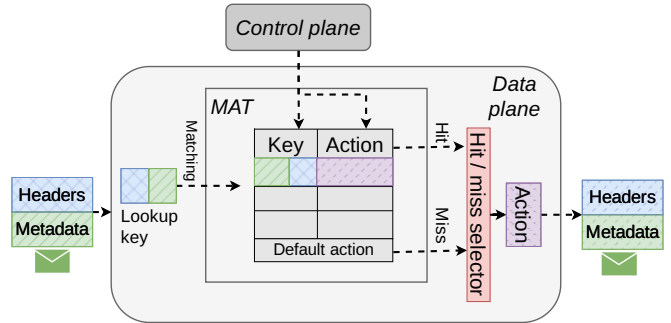 Control plane
Data
plane
MAT
Matching
Key
Action
Hit
Headers
Metadata
Lookup
key
Default action
Miss
Hit / miss selector
Action
Headers
Metadata